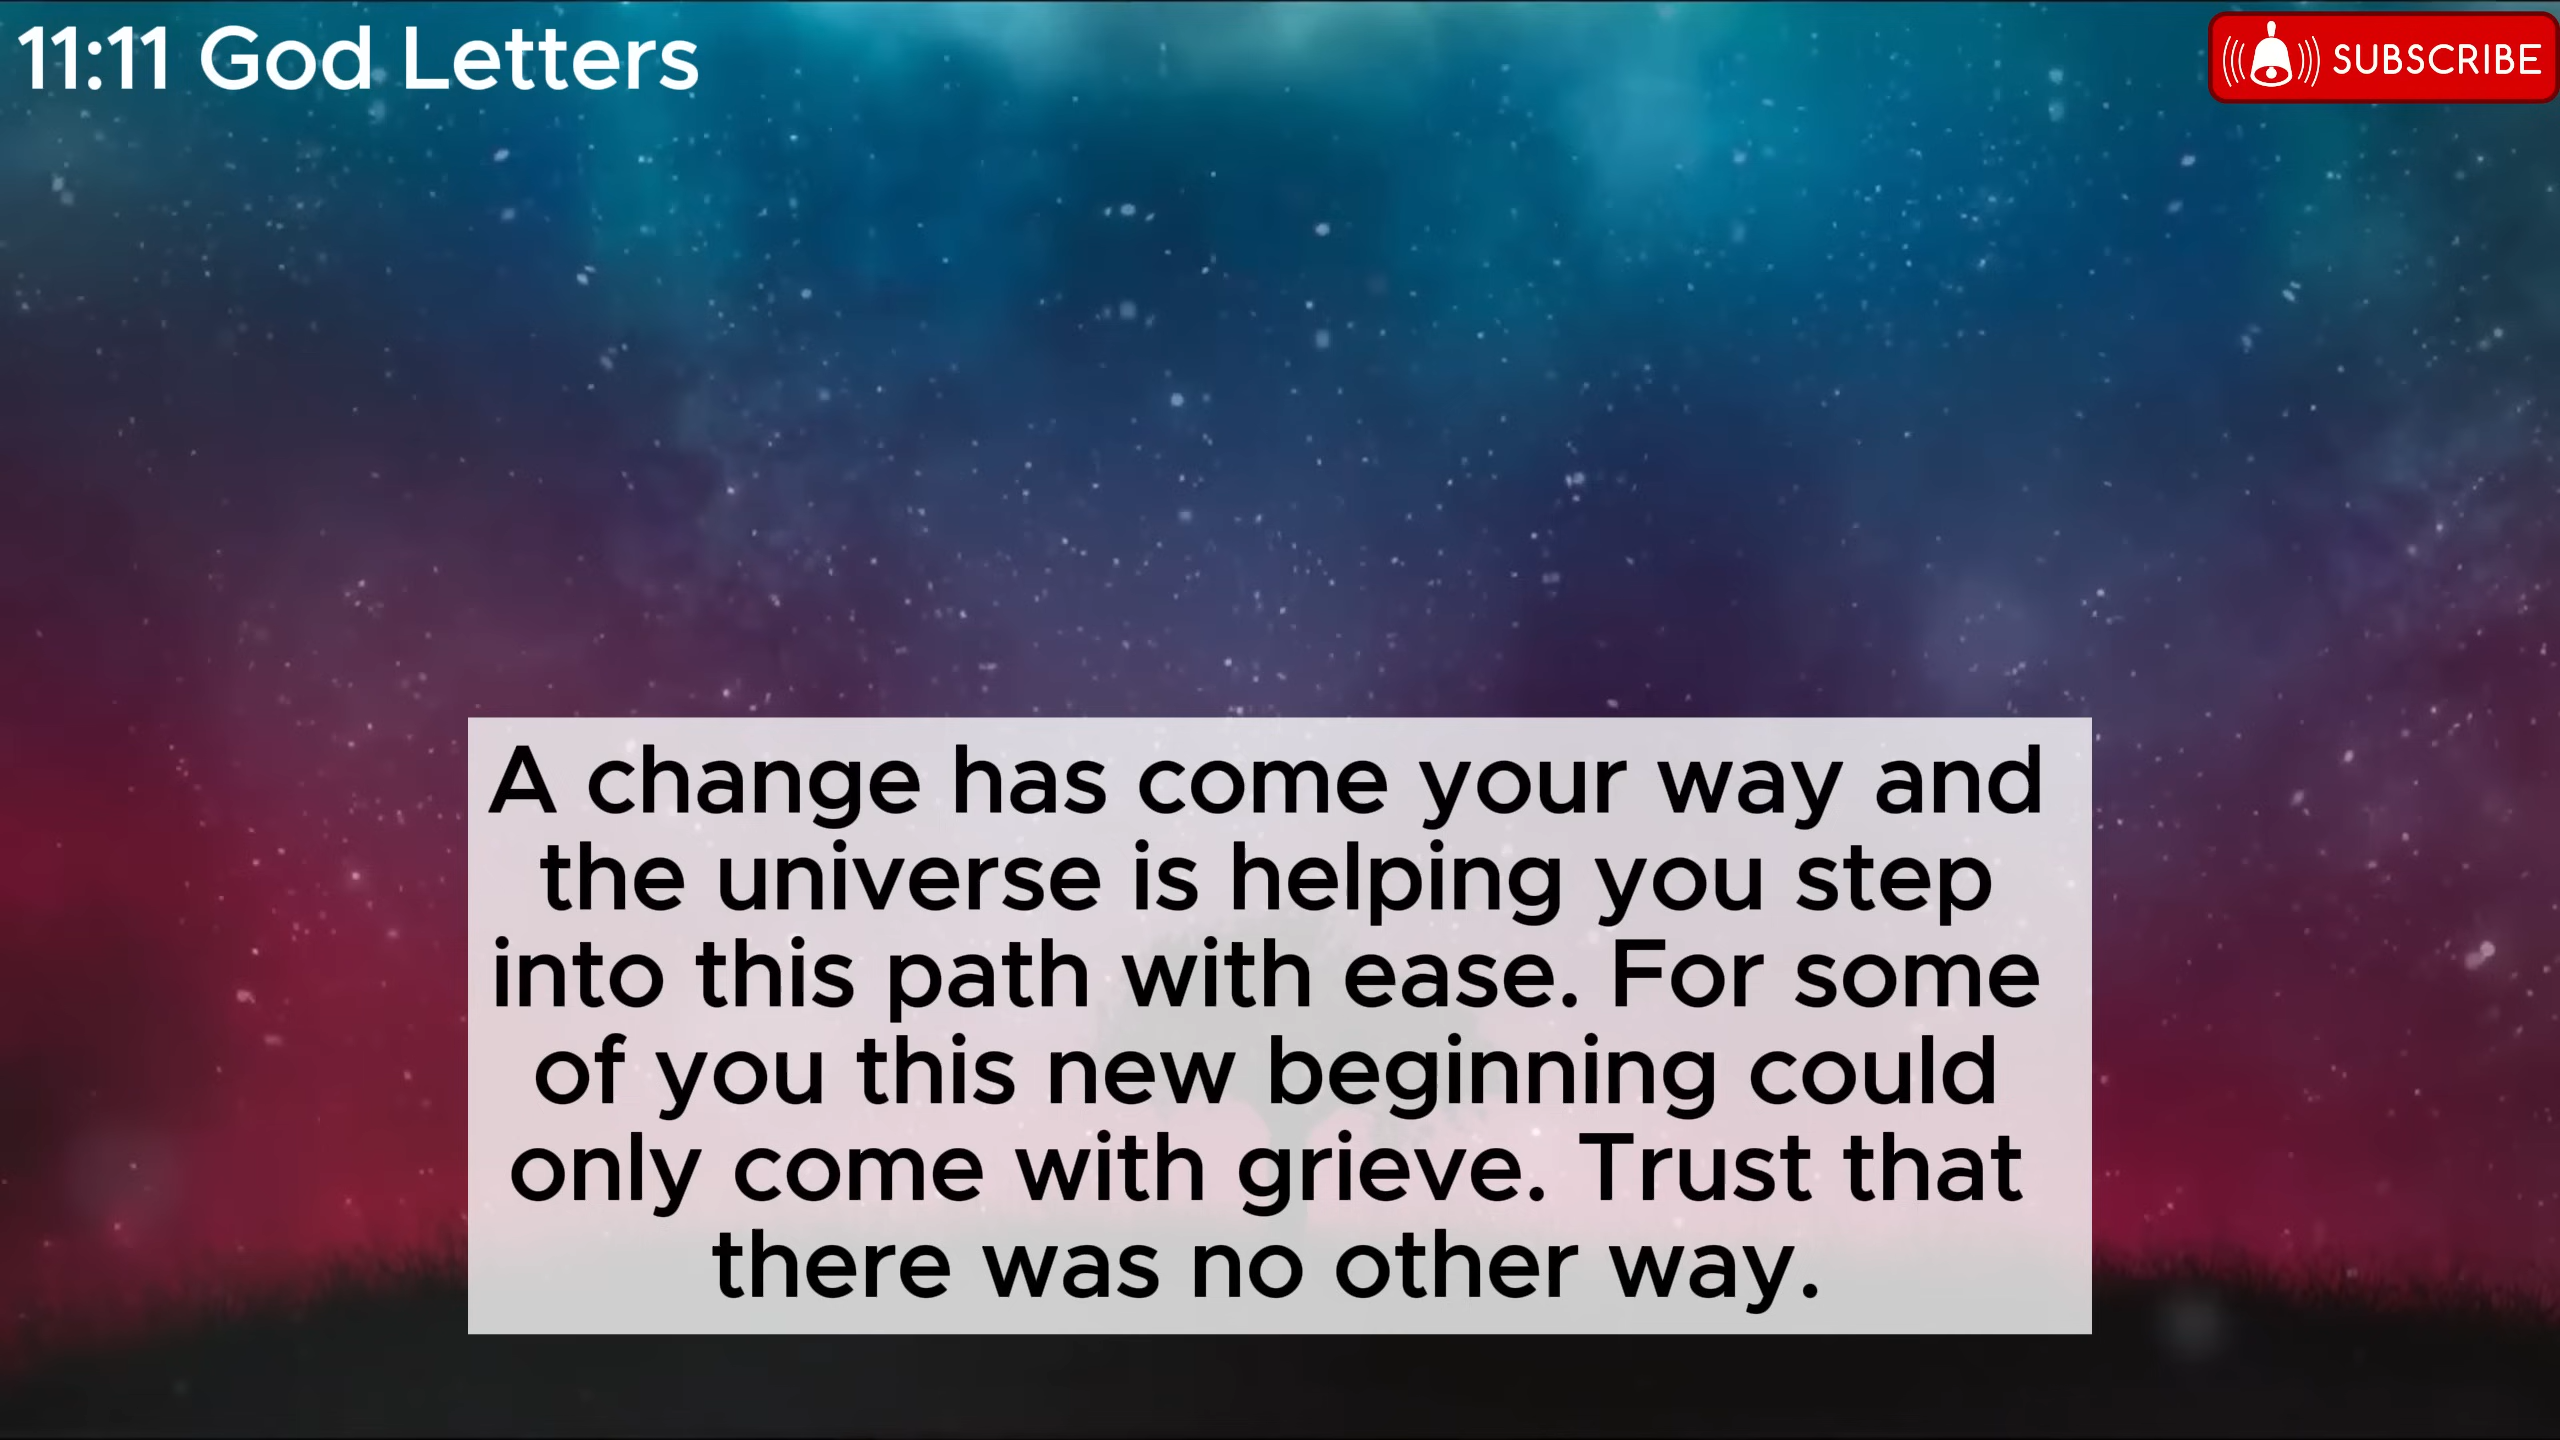 11:11 God Letters
SUBSCRIBE
A change has come your way and
the universe is helping you step
into this path with ease. For some
of you this new beginning could
only come with grieve. Trust that
there was no other way.